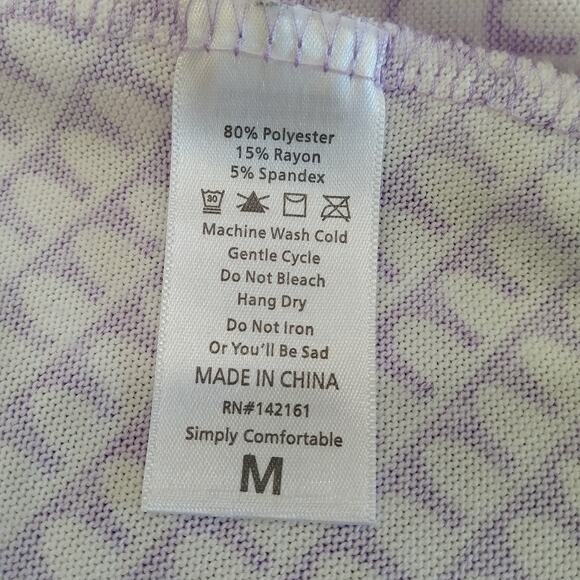 80% Polyester
15% Rayon
5% Spandex
30
Machine Wash Cold
Gentle Cycle
Do Not Bleach
Hang Dry
Do Not Iron
Or You'll Be Sad
MADE IN CHINA
RN#142161
Simply Comfortable
M